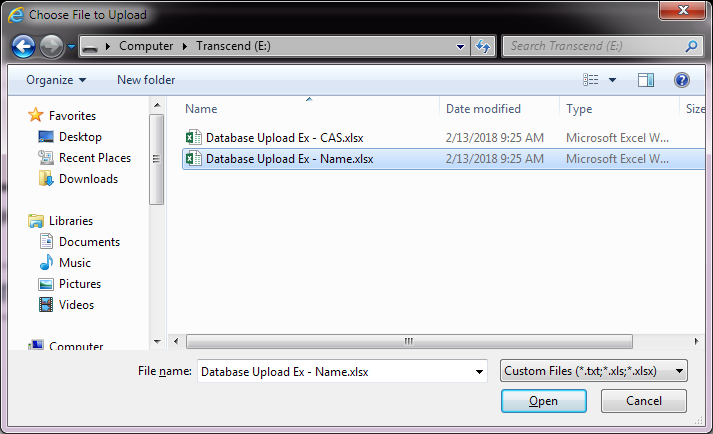 Choose File to Upload
Computer Transcend (E:) Search Transcend (E:)
Organize New folder
Name Date modified Type Size
Favorites
Desktop
Recent Places
Downloads
Libraries
Documents
Music
Pictures
Videos
Computer
Database Upload Ex - CAS.xlsx 2/13/2018 9:25 AM Microsoft Excel W...
Database Upload Ex - Name.xlsx 2/13/2018 9:25 AM Microsoft Excel W...
File name: Database Upload Ex - Name.xlsx Custom Files (*.txt;*.xls;*.xlsx)
Open Cancel